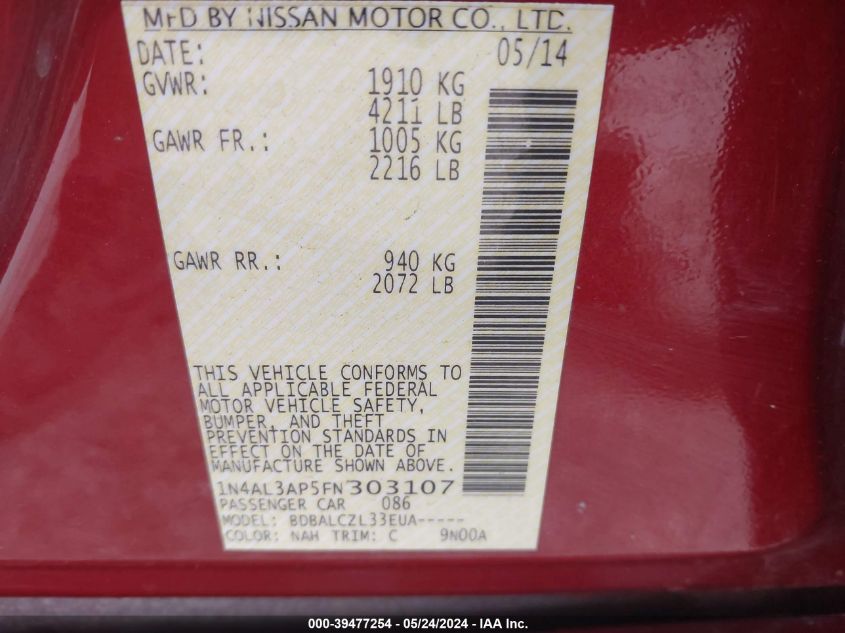 MFD BY NISSAN MOTOR CO., LTD.
DATE: 05/14
GVWR: 1910 KG
4211 LB
GAWR FR.: 1005 KG
2216 LB
GAWR RR.: 940 KG
2072 LB
THIS VEHICLE CONFORMS TO
ALL APPLICABLE FEDERAL
MOTOR VEHICLE SAFETY,
BUMPER, AND THEFT
PREVENTION STANDARDS IN
EFFECT ON THE DATE OF
MANUFACTURE SHOWN ABOVE.
1N4AL3AP5FN303107
PASSENGER CAR 086
MODEL: BDBALCZL33EUA-----
COLOR: NAH TRIM: C 9N00A
000-39477254 - 05/24/2024 - IAA Inc.